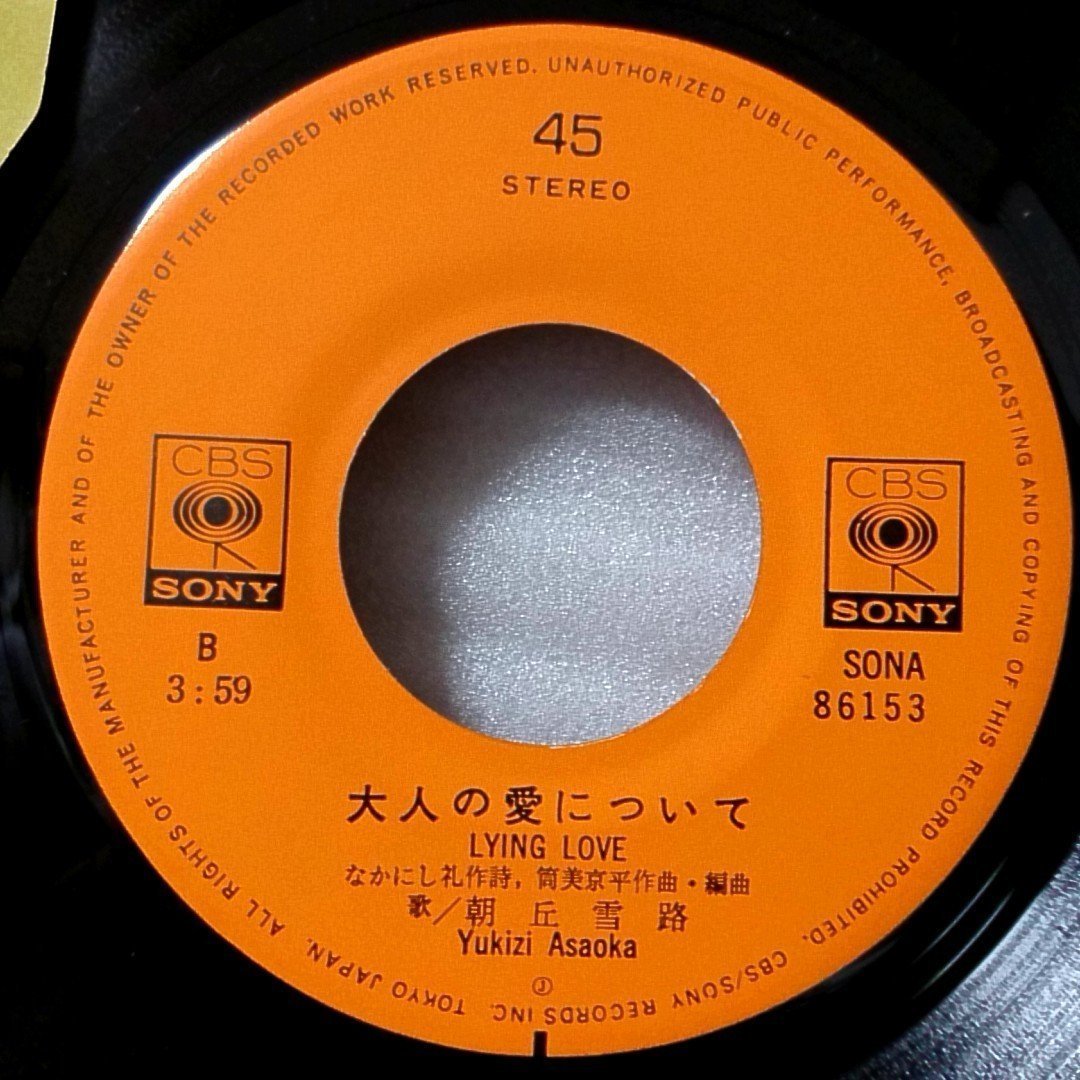 45
STEREO
CBS
SONY
B
3:59
CBS
SONY
SONA
86153
大人の愛について
LYING LOVE
なかにし礼作詩,筒美京平作曲・編曲
歌/朝丘雪路
Yukizi Asaoka
Ⓙ
ALL RIGHTS OF THE MANUFACTURER AND OF THE OWNER OF THE RECORDED WORK RESERVED. UNAUTHORIZED PUBLIC PERFORMANCE, BROADCASTING AND COPYING OF THIS RECORD PROHIBITED. CBS/SONY RECORDS INC. TOKYO JAPAN.